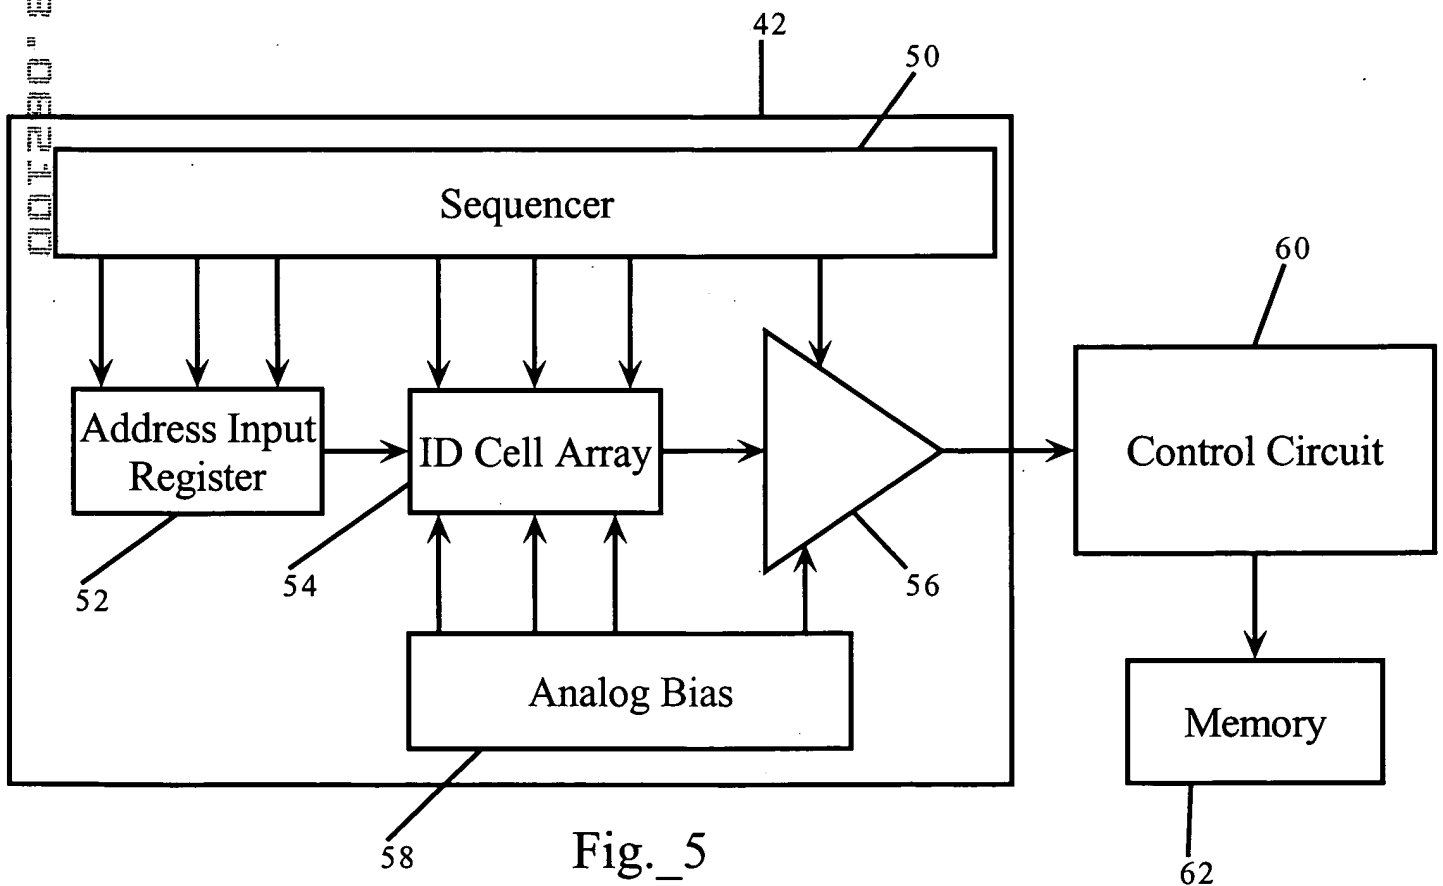 42
50
Sequencer
60
Address Input
Register
ID Cell Array
Control Circuit
52
54
56
Analog Bias
Memory
58
Fig._5
62